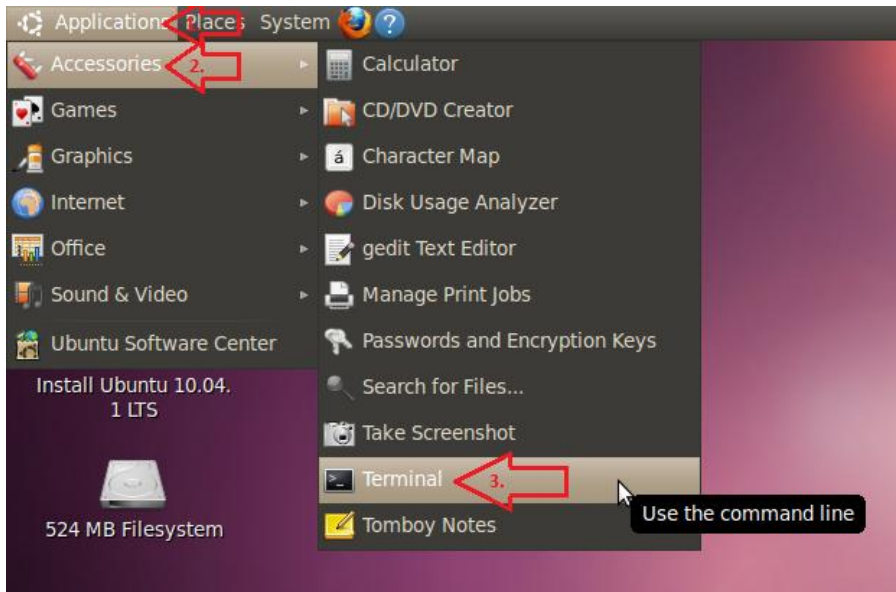 Applications Places System ?
Accessories 2.
Games
Graphics
Internet
Office
Sound & Video
Ubuntu Software Center
Calculator
CD/DVD Creator
á Character Map
Disk Usage Analyzer
gedit Text Editor
Manage Print Jobs
Passwords and Encryption Keys
Search for Files...
Take Screenshot
>_ Terminal 3.
Tomboy Notes
Use the command line
Install Ubuntu 10.04.
1 LTS
524 MB Filesystem